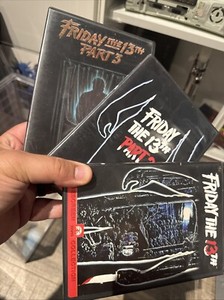 FRIDAY THE 13TH
PART 3
FRIDAY
THE 13TH
PART 2
FRIDAY THE 13TH